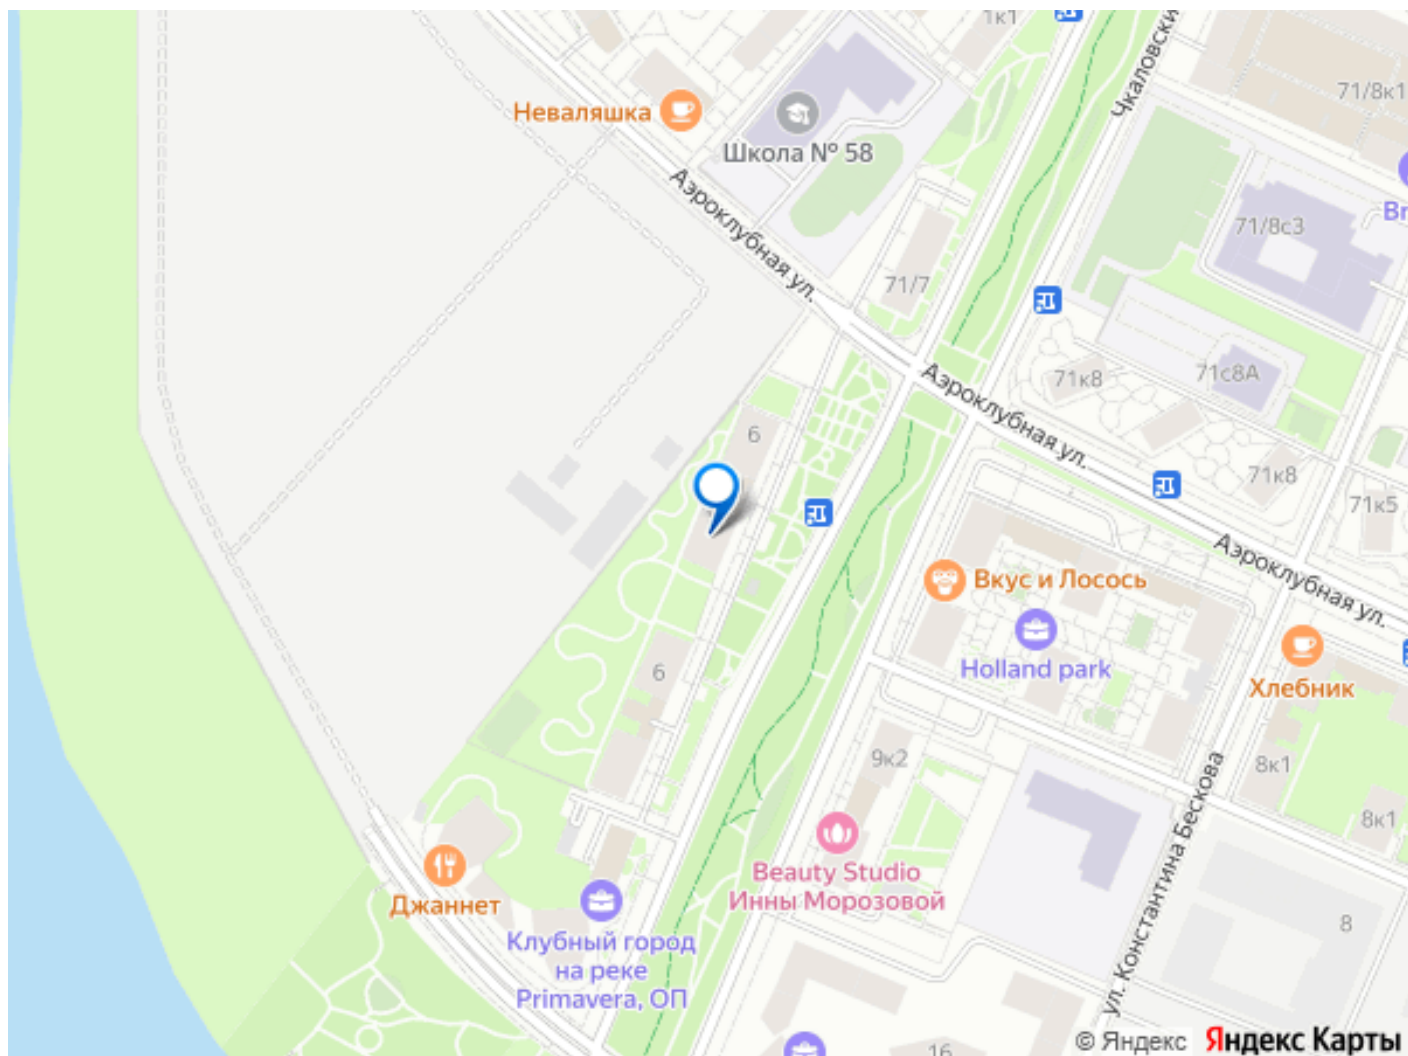 1к1
Чкаловски
71/8к1
Неваляшка
Школа № 58
Аэроклубная ул.
Br
71/8с3
71/7
Аэроклубная ул.
71к8
71с8А
6
71к8
71к5
Аэроклубная ул.
Вкус и Лосось
Holland park
Хлебник
6
9к2
8к1
8к1
ул. Константина Бескова
Beauty Studio
Инны Морозовой
Джаннет
8
Клубный город
на реке
Primavera, ОП
16
© Яндекс Яндекс Карты